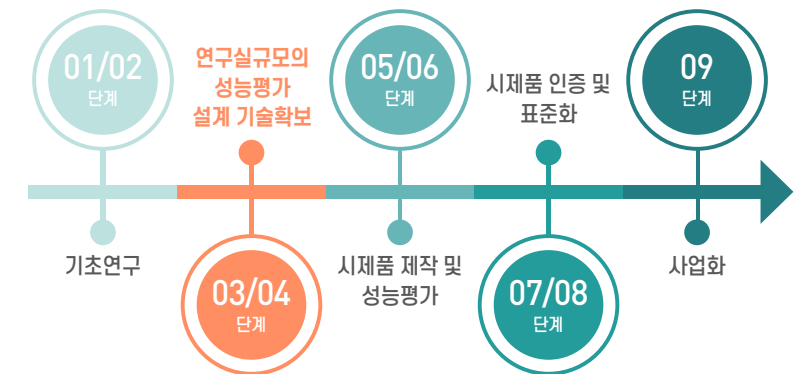 01/02
단계
기초연구
연구실규모의
성능평가
설계 기술확보
03/04
단계
05/06
단계
시제품 제작 및
성능평가
시제품 인증 및
표준화
07/08
단계
09
단계
사업화